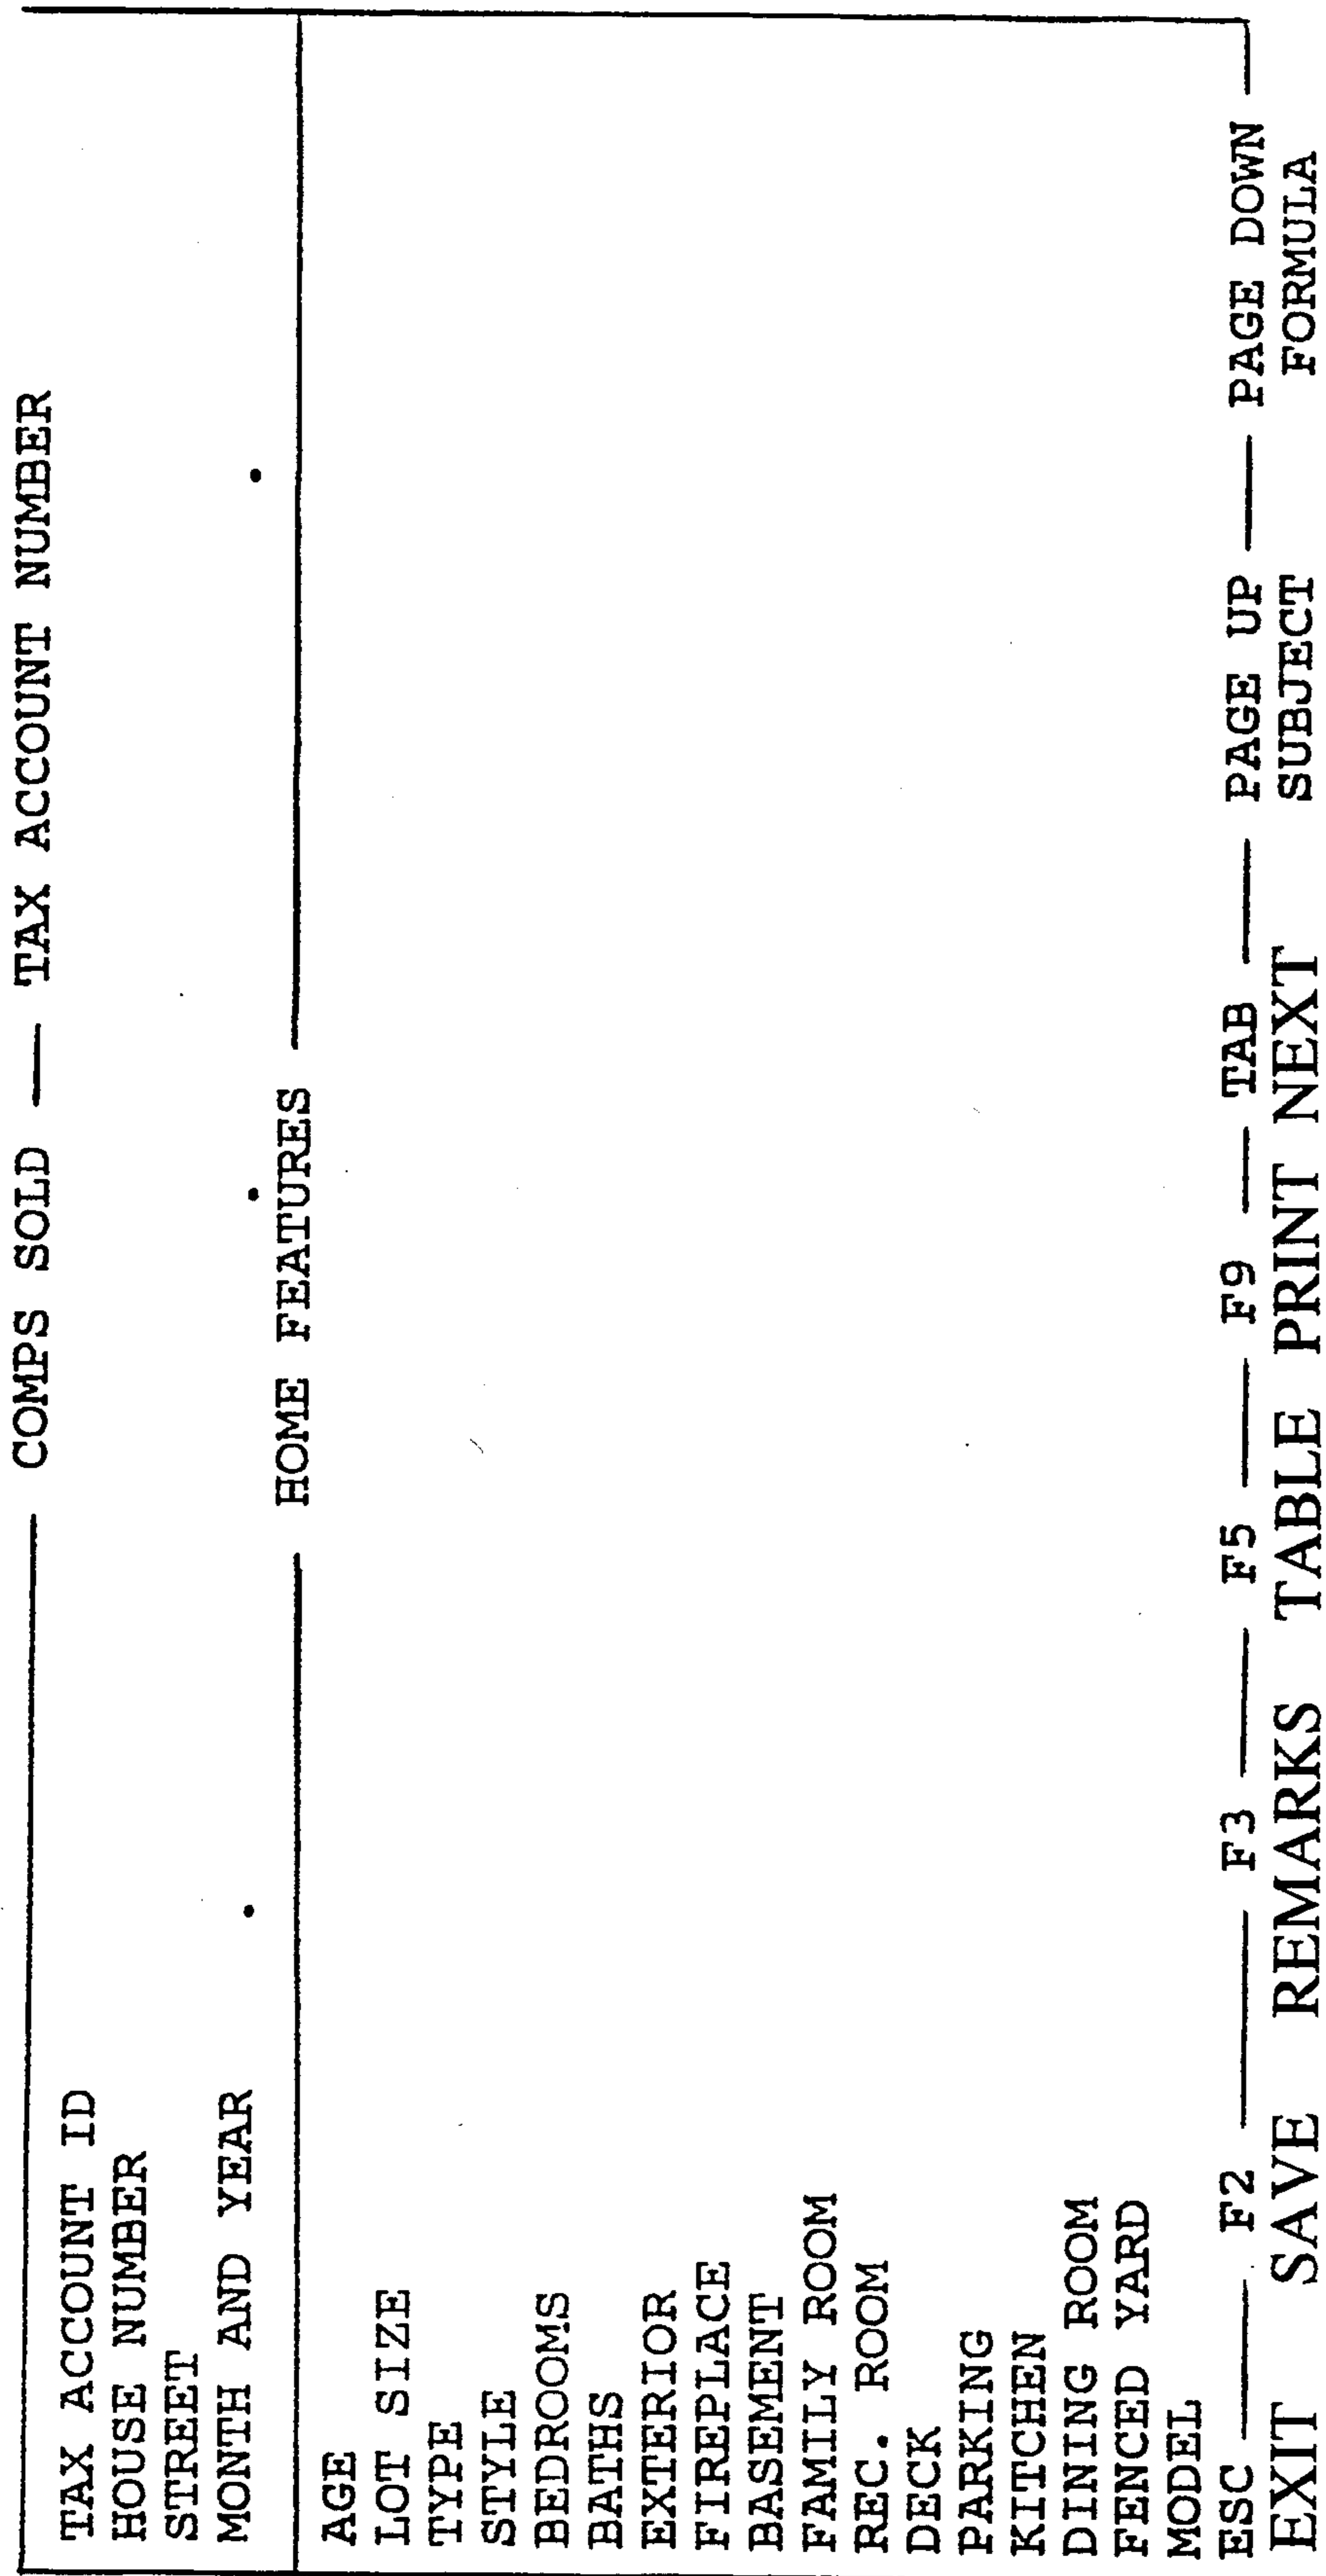 COMPS SOLD — TAX ACCOUNT NUMBER
TAX ACCOUNT ID
HOUSE NUMBER
STREET
MONTH AND YEAR
HOME FEATURES
AGE
LOT SIZE
TYPE
STYLE
BEDROOMS
BATHS
EXTERIOR
FIREPLACE
BASEMENT
FAMILY ROOM
REC. ROOM
DECK
PARKING
KITCHEN
DINING ROOM
FENCED YARD
MODEL
ESC — F2 — F3 — F5 — F9 — TAB — PAGE UP — PAGE DOWN
EXIT SAVE REMARKS TABLE PRINT NEXT SUBJECT FORMULA